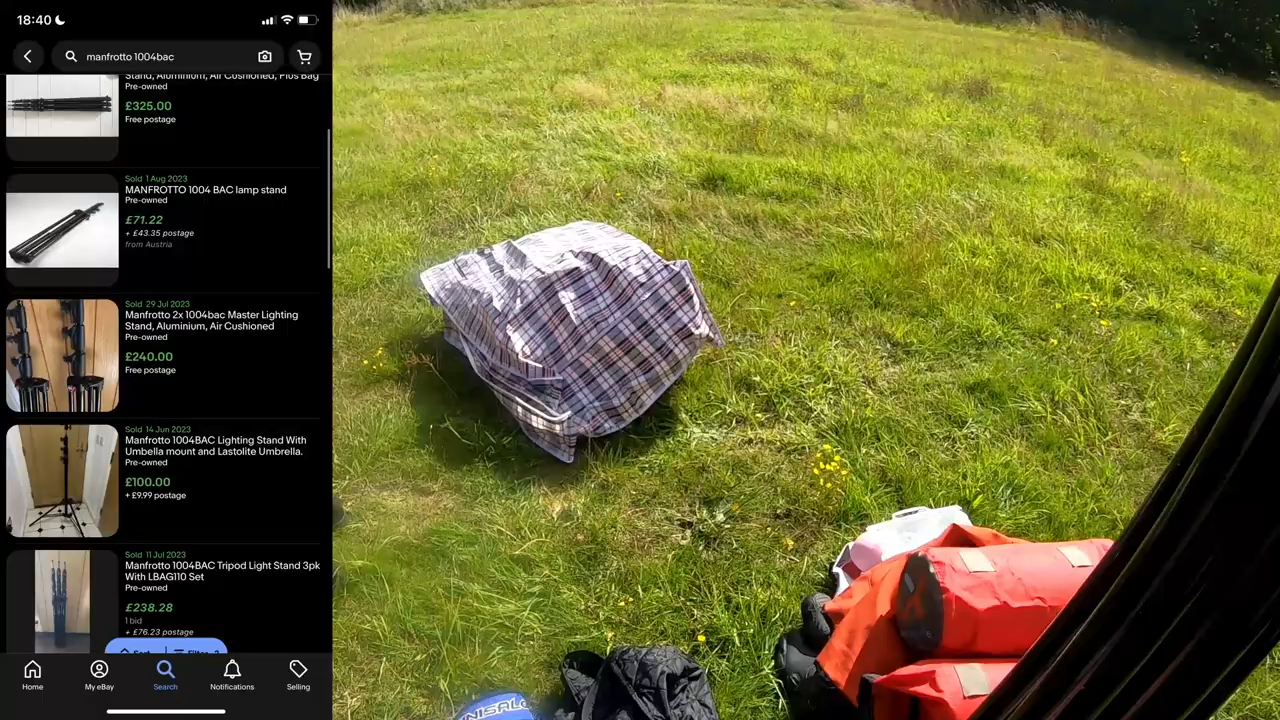 18:40
manfrotto 1004bac
Stand, Aluminium, Air Cushioned, Plus Bag
Pre-owned
£325.00
Free postage
Sold 1 Aug 2023
MANFROTTO 1004 BAC lamp stand
Pre-owned
£71.22
+ £43.35 postage
from Austria
Sold 29 Jul 2023
Manfrotto 2x 1004bac Master Lighting
Stand, Aluminium, Air Cushioned
Pre-owned
£240.00
Free postage
Sold 14 Jun 2023
Manfrotto 1004BAC Lighting Stand With
Umbella mount and Lastolite Umbrella.
Pre-owned
£100.00
+ £9.99 postage
Sold 11 Jul 2023
Manfrotto 1004BAC Tripod Light Stand 3pk
With LBAG110 Set
Pre-owned
£238.28
1 bid
+ £76.23 postage
Sort
Home
My eBay
Search
Notifications
Selling